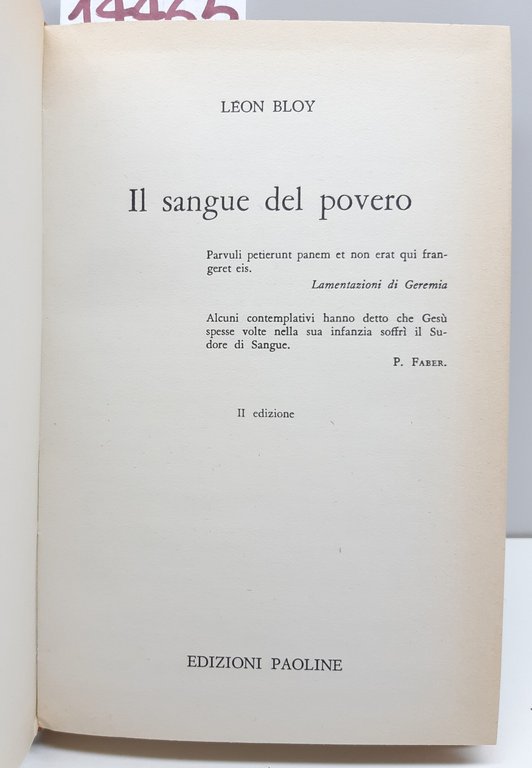 14465
LÉON BLOY
Il sangue del povero
Parvuli petierunt panem et non erat qui fran-
geret eis.
Lamentazioni di Geremia
Alcuni contemplativi hanno detto che Gesù
spesse volte nella sua infanzia soffrì il Su-
dore di Sangue.
P. FABER.
II edizione
EDIZIONI PAOLINE